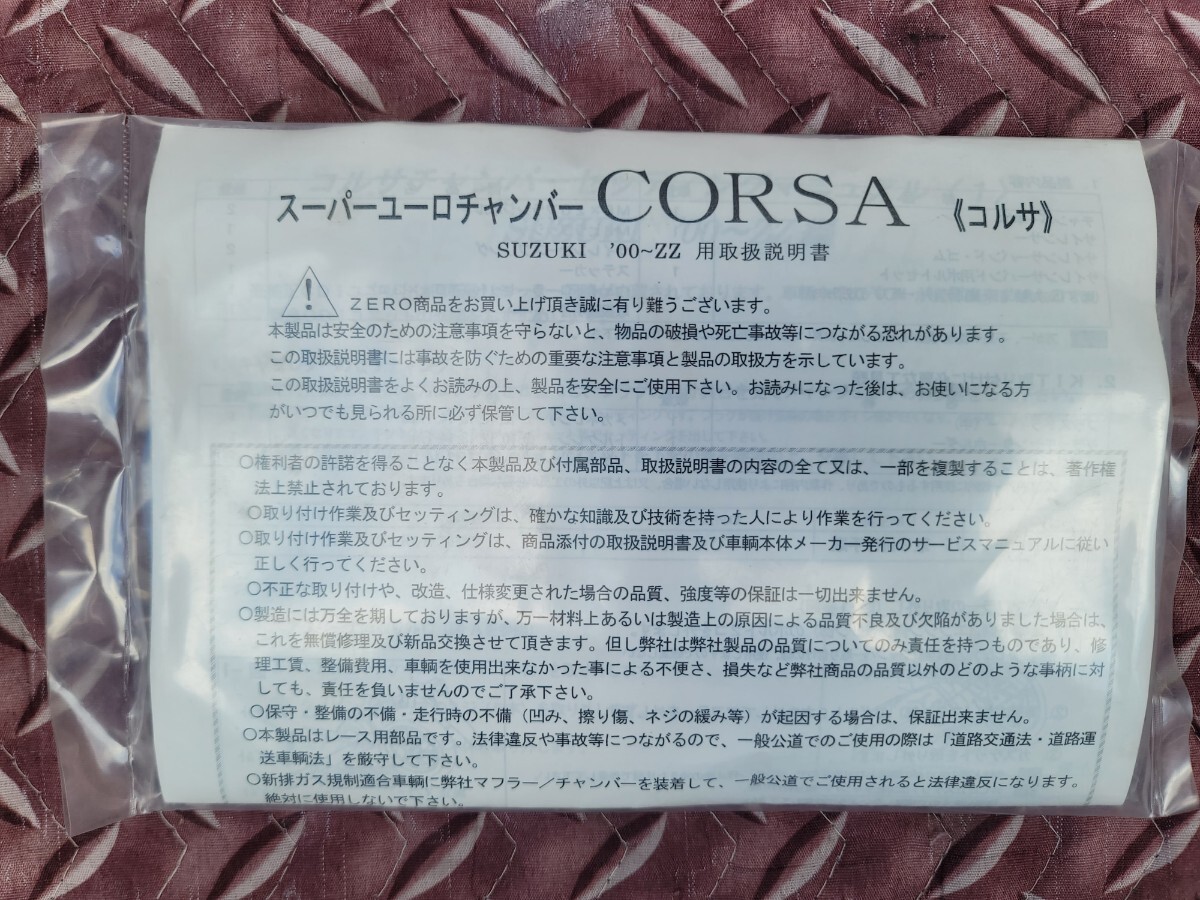 スーパーユーロチャンバー CORSA 《コルサ》
SUZUKI '00~ZZ 用取扱説明書
ZERO商品をお買い上げ頂き誠に有り難うございます。
本製品は安全のための注意事項を守らないと、物品の破損や死亡事故等につながる恐れがあります。
この取扱説明書には事故を防ぐための重要な注意事項と製品の取扱方を示しています。
この取扱説明書をよくお読みの上、製品を安全にご使用下さい。お読みになった後は、お使いになる方
がいつでも見られる所に必ず保管して下さい。
○権利者の許諾を得ることなく本製品及び付属部品、取扱説明書の内容の全て又は、一部を複製することは、著作権
法上禁止されております。
○取り付け作業及びセッティングは、確かな知識及び技術を持った人により作業を行ってください。
○取り付け作業及びセッティングは、商品添付の取扱説明書及び車輌本体メーカー発行のサービスマニュアルに従い
正しく行ってください。
○不正な取り付けや、改造、仕様変更された場合の品質、強度等の保証は一切出来ません。
○製造には万全を期しておりますが、万一材料上あるいは製造上の原因による品質不良及び欠陥がありました場合は、
これを無償修理及び新品交換させて頂きます。但し弊社は弊社製品の品質についてのみ責任を持つものであり、修
理工賃、整備費用、車輌を使用出来なかった事による不便さ、損失など弊社商品の品質以外のどのような事柄に対
しても、責任を負いませんのでご了承下さい。
○保守・整備の不備・走行時の不備（凹み、擦り傷、ネジの緩み等）が起因する場合は、保証出来ません。
○本製品はレース用部品です。法律違反や事故等につながるので、一般公道でのご使用の際は「道路交通法・道路運
送車輌法」を厳守して下さい。
○新排ガス規制適合車輌に弊社マフラー/チャンバーを装着して、一般公道でご使用されると法律違反になります。
絶対に使用しないで下さい。